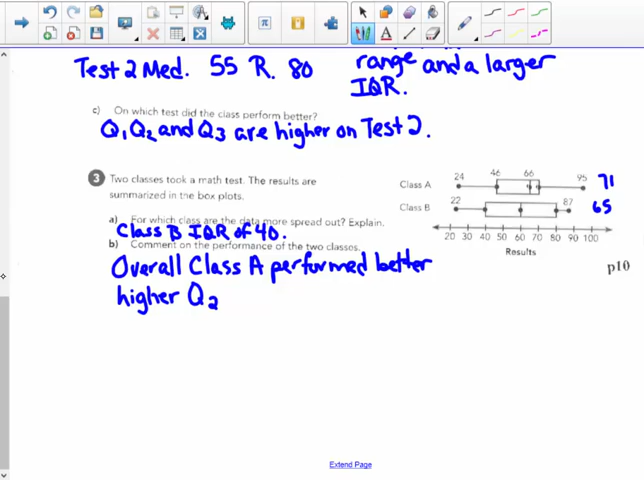 range and a larger
Test 2 Med. 55 R. 80
IQR.
c) On which test did the class perform better?
Q1 Q2 and Q3 are higher on Test 2.
3 Two classes took a math test. The results are
summarized in the box plots.
a) For which class are the data more spread out? Explain.
Class B IQR of 40.
b) Comment on the performance of the two classes.
Overall Class A performed better
higher Q2
Class A 24 46 66 95 71
Class B 22 87 65
20 30 40 50 60 70 80 90 100
Results
p10
Extend Page